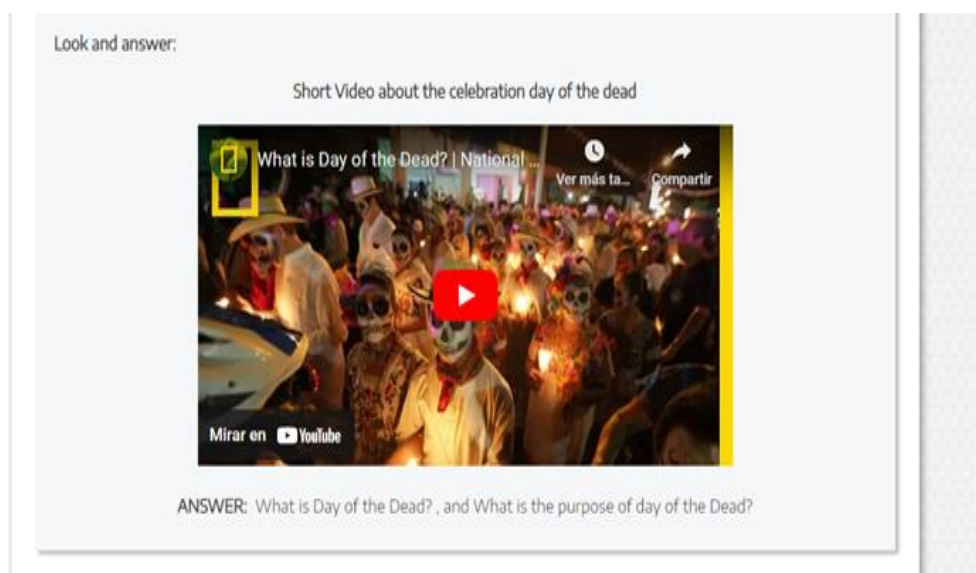 Look and answer:
Short Video about the celebration day of the dead
What is Day of the Dead? | National ...
Ver más ta... Compartir
Mirar en YouTube
ANSWER: What is Day of the Dead? , and What is the purpose of day of the Dead?